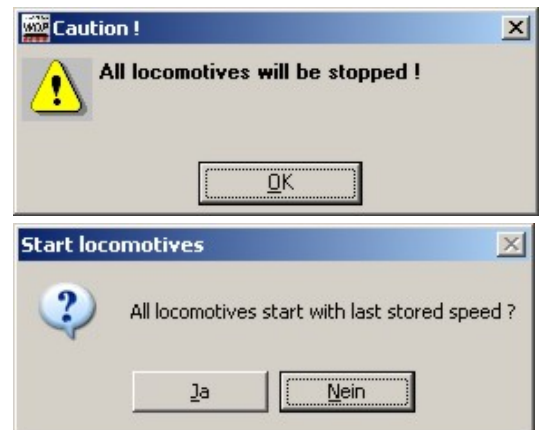 Caution !
All locomotives will be stopped !
OK
Start locomotives
All locomotives start with last stored speed ?
Ja
Nein